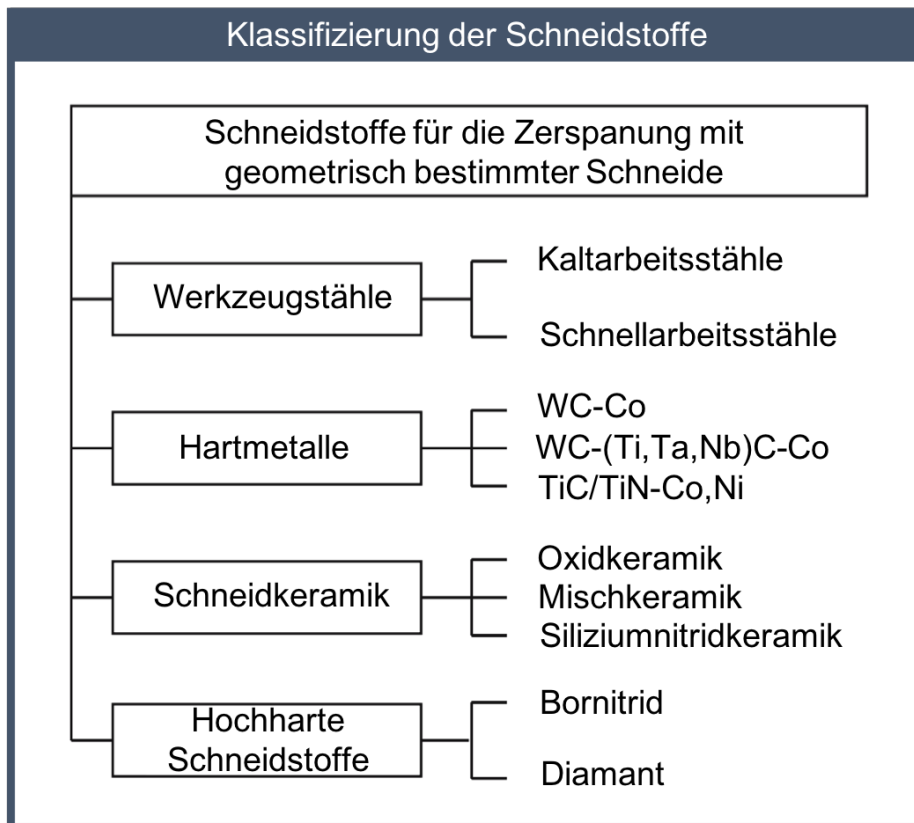 Klassifizierung der Schneidstoffe
Schneidstoffe für die Zerspanung mit
geometrisch bestimmter Schneide
Werkzeugstähle
Kaltarbeitsstähle
Schnellarbeitsstähle
Hartmetalle
WC-Co
WC-(Ti,Ta,Nb)C-Co
TiC/TiN-Co,Ni
Schneidkeramik
Oxidkeramik
Mischkeramik
Siliziumnitridkeramik
Hochharte
Schneidstoffe
Bornitrid
Diamant